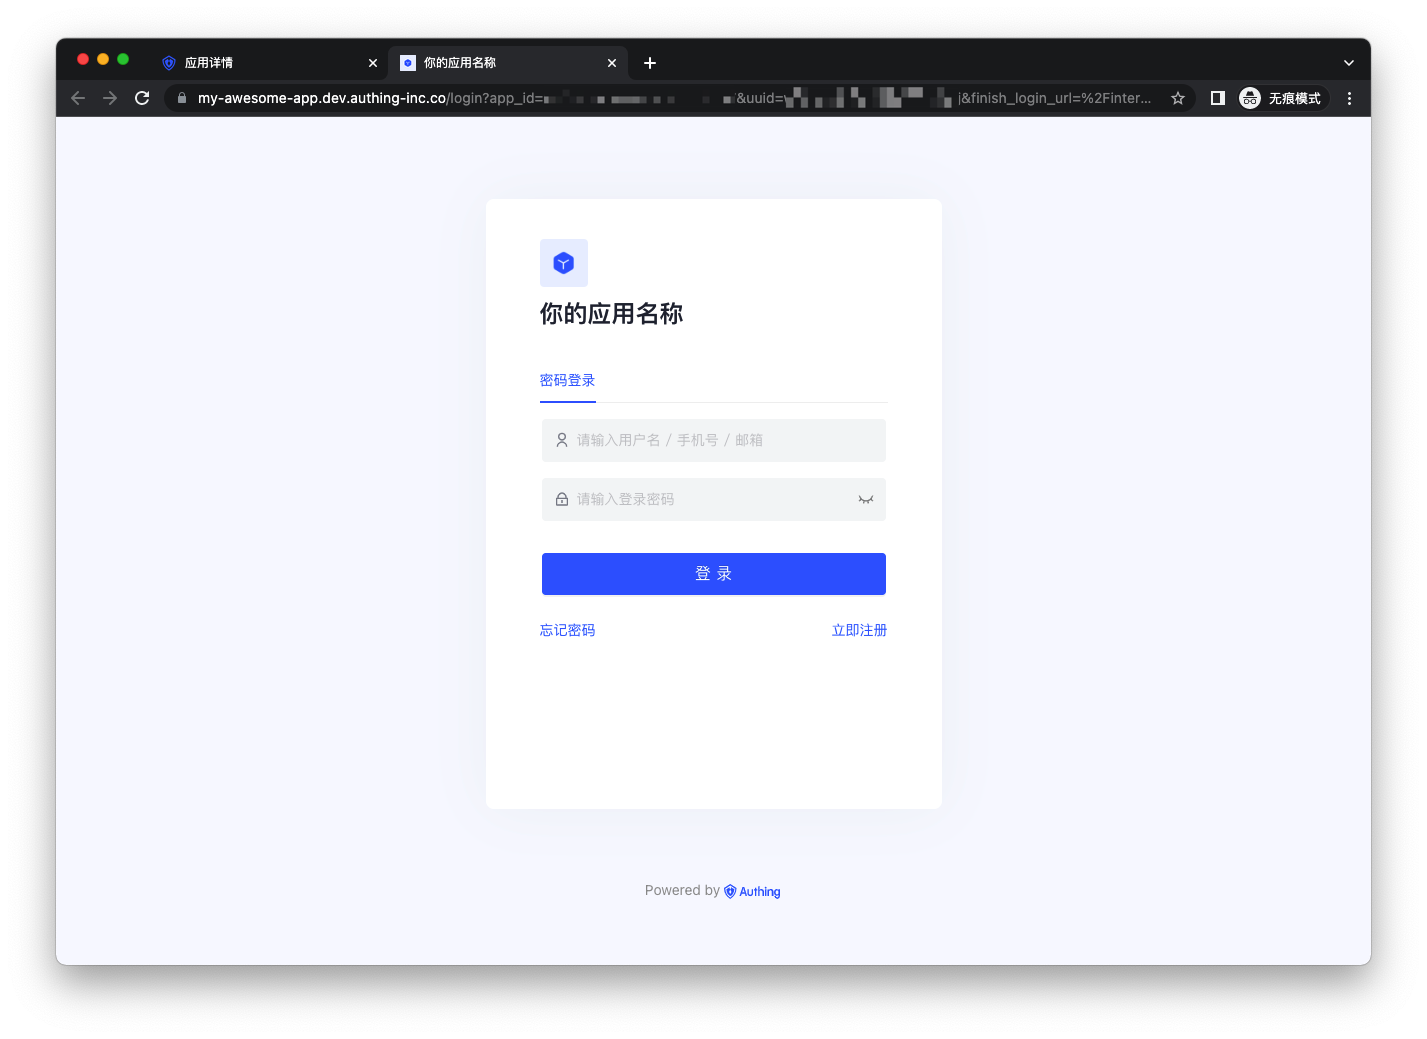 应用详情
你的应用名称
my-awesome-app.dev.authing-inc.co/login?app_id=
&uuid=
j&finish_login_url=%2Finter...
无痕模式
你的应用名称
密码登录
请输入用户名 / 手机号 / 邮箱
请输入登录密码
登 录
忘记密码
立即注册
Powered by Authing